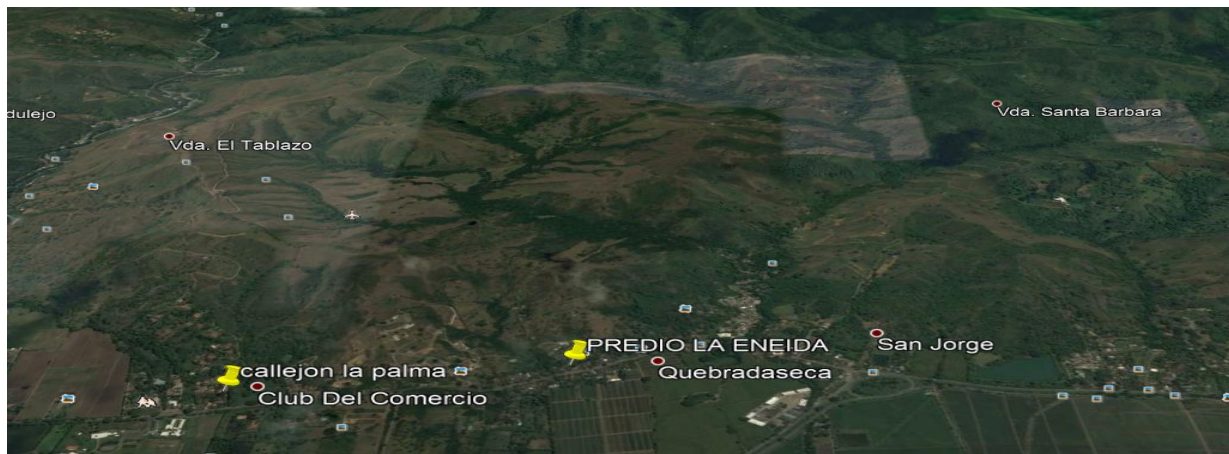 Vda. Santa Barbara
dulejo
Vda. El Tablazo
PREDIO LA ENEIDA
San Jorge
callejon la palma
Quebradaseca
Club Del Comercio